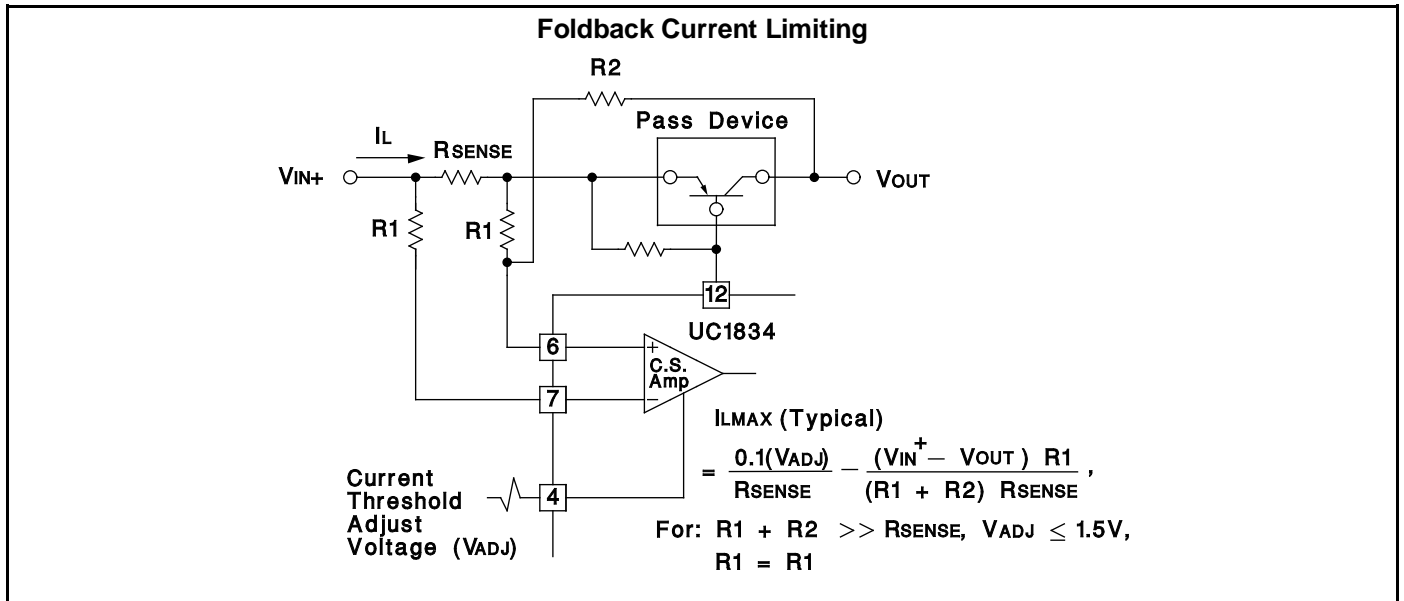 Foldback Current Limiting
R2
Pass Device
IL
RSENSE
VIN+
VOUT
R1
R1
12
UC1834
6
+
C.S.
Amp
7
−
ILMAX (Typical)
= 0.1(VADJ) / RSENSE − (VIN+ − VOUT) R1 / (R1 + R2) RSENSE ,
Current
Threshold
Adjust
Voltage (VADJ)
4
For: R1 + R2 >> RSENSE, VADJ ≤ 1.5V,
R1 = R1